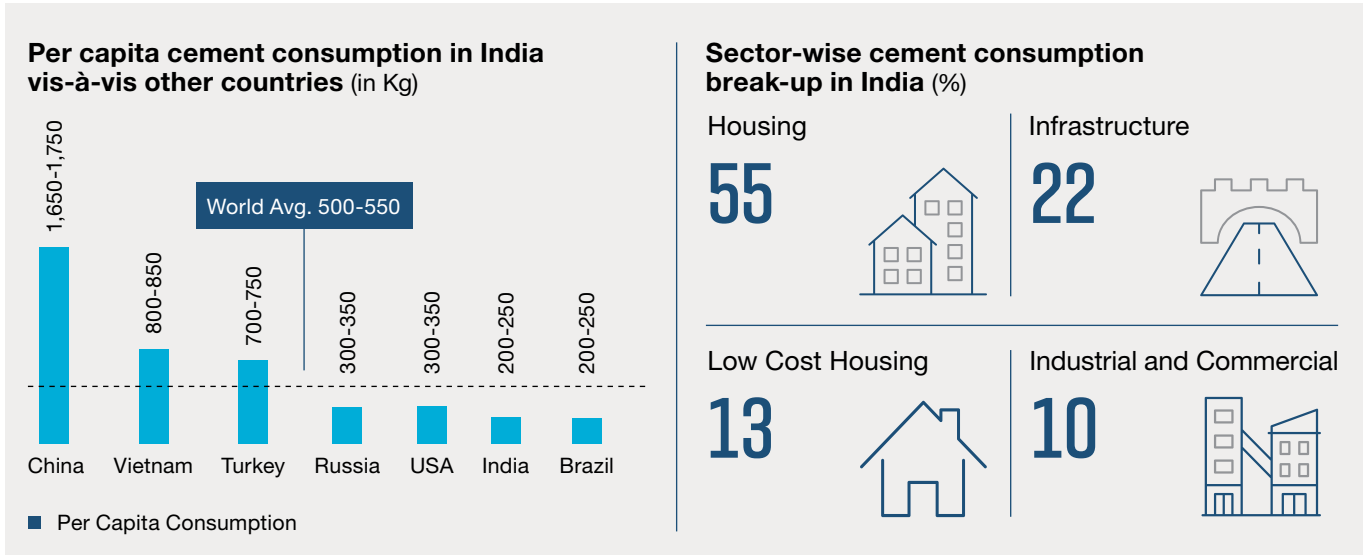 Per capita cement consumption in India
vis-à-vis other countries (in Kg)
1,650-1,750
800-850
700-750
World Avg. 500-550
300-350
300-350
200-250
200-250
China
Vietnam
Turkey
Russia
USA
India
Brazil
Per Capita Consumption
Sector-wise cement consumption
break-up in India (%)
Housing
55
Infrastructure
22
Low Cost Housing
13
Industrial and Commercial
10